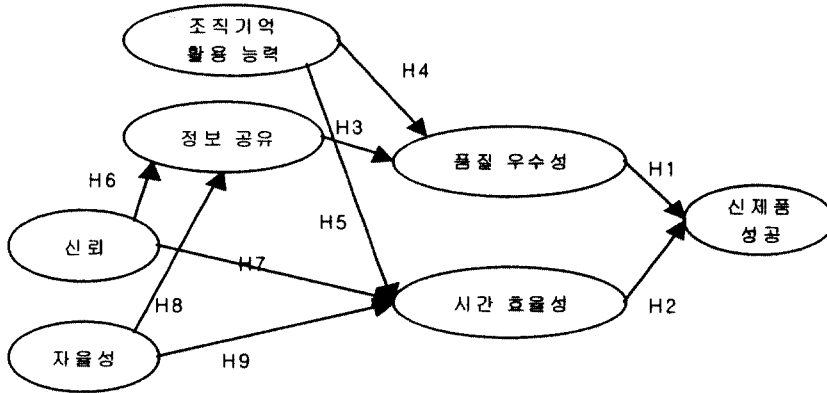 조직기억
활용 능력
H4
정보 공유
H3
품질 우수성
H1
H6
신제품
성공
신뢰
H5
H7
H8
시간 효율성
H2
자율성
H9